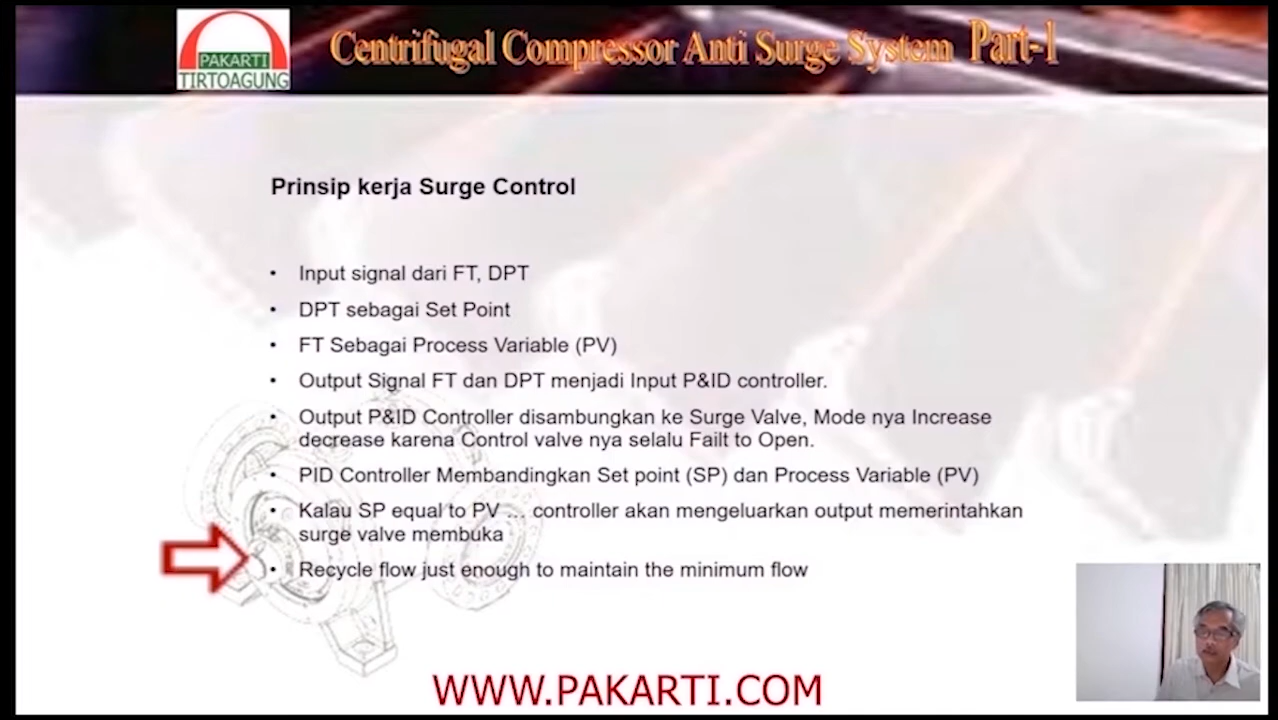 PAKARTI
TIRTOAGUNG
Centrifugal Compressor Anti Surge System Part-1
Prinsip kerja Surge Control
• Input signal dari FT, DPT
• DPT sebagai Set Point
• FT Sebagai Process Variable (PV)
• Output Signal FT dan DPT menjadi Input P&ID controller.
• Output P&ID Controller disambungkan ke Surge Valve, Mode nya Increase
decrease karena Control valve nya selalu Failt to Open.
• PID Controller Membandingkan Set point (SP) dan Process Variable (PV)
• Kalau SP equal to PV ... controller akan mengeluarkan output memerintahkan
surge valve membuka
• Recycle flow just enough to maintain the minimum flow
WWW.PAKARTI.COM